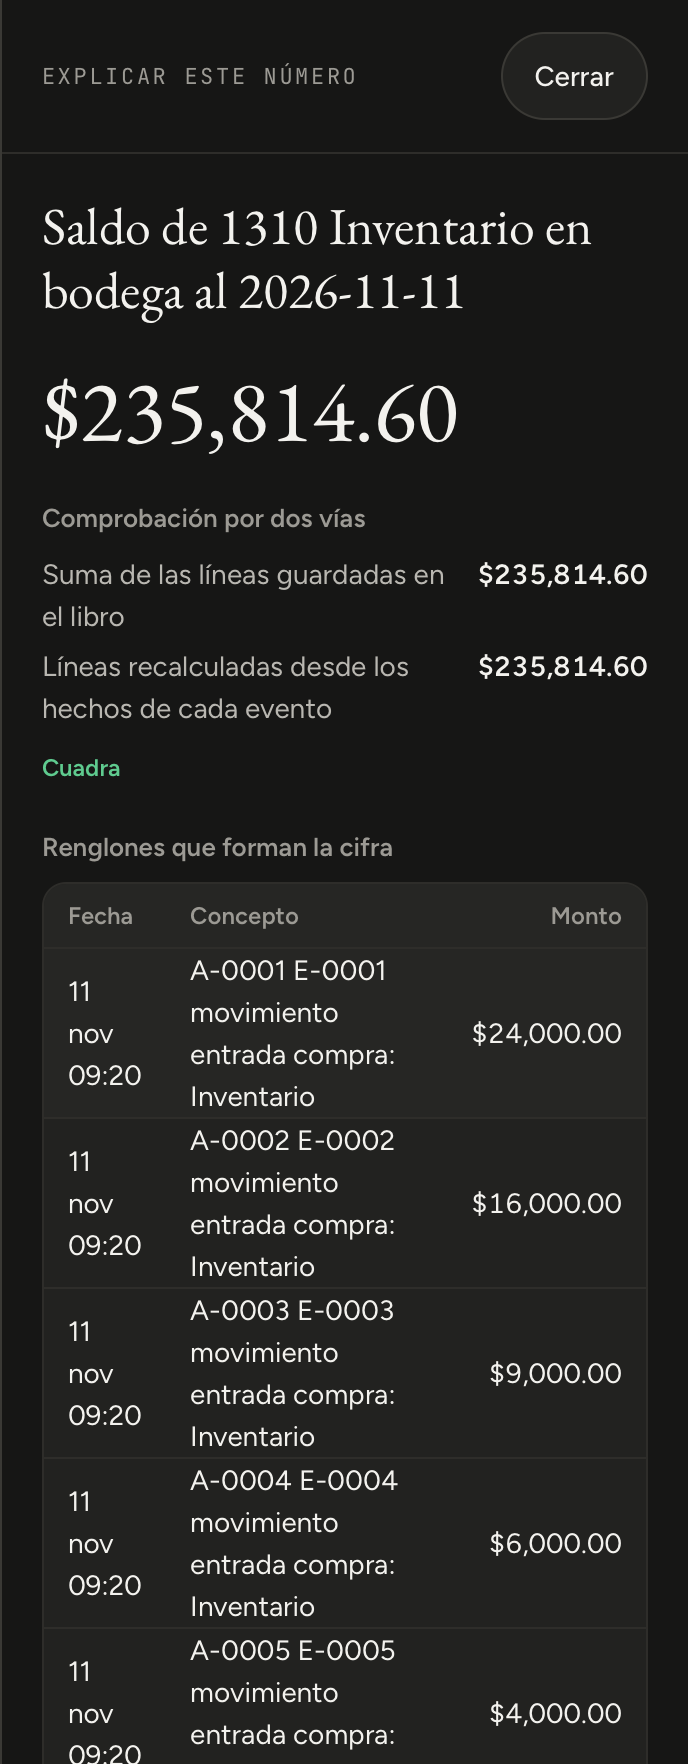 EXPLICAR ESTE NÚMERO
Cerrar
Saldo de 1310 Inventario en
bodega al 2026-11-11
$235,814.60
Comprobación por dos vías
Suma de las líneas guardadas en
el libro
$235,814.60
Líneas recalculadas desde los
hechos de cada evento
$235,814.60
Cuadra
Renglones que forman la cifra
Fecha
Concepto
Monto
11
nov
09:20
A-0001 E-0001
movimiento
entrada compra:
Inventario
$24,000.00
11
nov
09:20
A-0002 E-0002
movimiento
entrada compra:
Inventario
$16,000.00
11
nov
09:20
A-0003 E-0003
movimiento
entrada compra:
Inventario
$9,000.00
11
nov
09:20
A-0004 E-0004
movimiento
entrada compra:
Inventario
$6,000.00
11
nov
09:20
A-0005 E-0005
movimiento
entrada compra:
$4,000.00